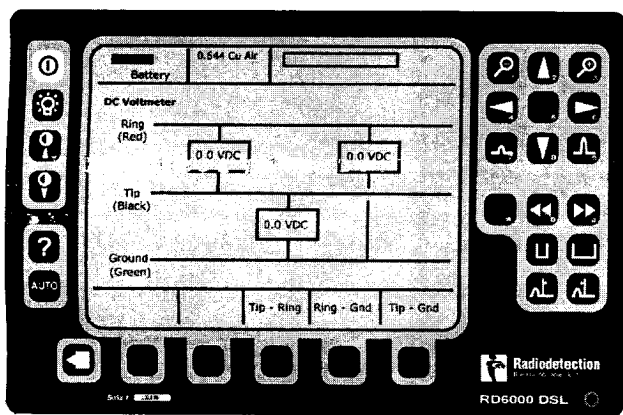 0.644 Cu Air
Battery
DC Voltmeter
Ring
(Red)
0.0 VDC
0.0 VDC
Tip
(Black)
0.0 VDC
Ground
(Green)
Tip - Ring
Ring - Gnd
Tip - Gnd
?
AUTO
Radiodetection
RD6000 DSL